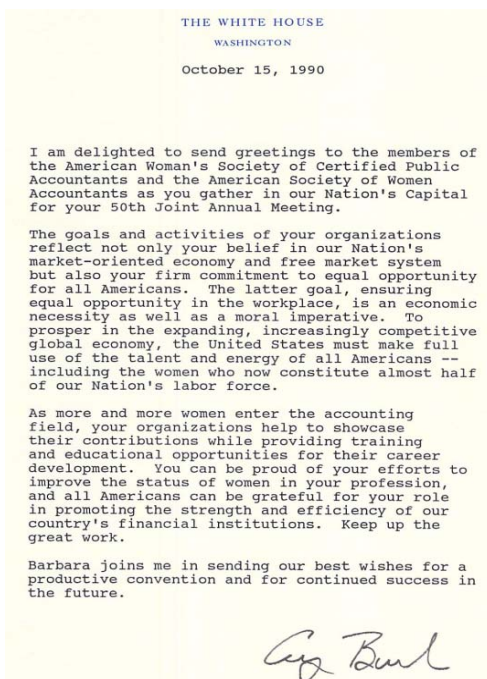 THE WHITE HOUSE
WASHINGTON
October 15, 1990
I am delighted to send greetings to the members of
the American Woman's Society of Certified Public
Accountants and the American Society of Women
Accountants as you gather in our Nation's Capital
for your 50th Joint Annual Meeting.
The goals and activities of your organizations
reflect not only your belief in our Nation's
market-oriented economy and free market system
but also your firm commitment to equal opportunity
for all Americans.  The latter goal, ensuring
equal opportunity in the workplace, is an economic
necessity as well as a moral imperative.  To
prosper in the expanding, increasingly competitive
global economy, the United States must make full
use of the talent and energy of all Americans --
including the women who now constitute almost half
of our Nation's labor force.
As more and more women enter the accounting
field, your organizations help to showcase
their contributions while providing training
and educational opportunities for their career
development.  You can be proud of your efforts to
improve the status of women in your profession,
and all Americans can be grateful for your role
in promoting the strength and efficiency of our
country's financial institutions.  Keep up the
great work.
Barbara joins me in sending our best wishes for a
productive convention and for continued success in
the future.